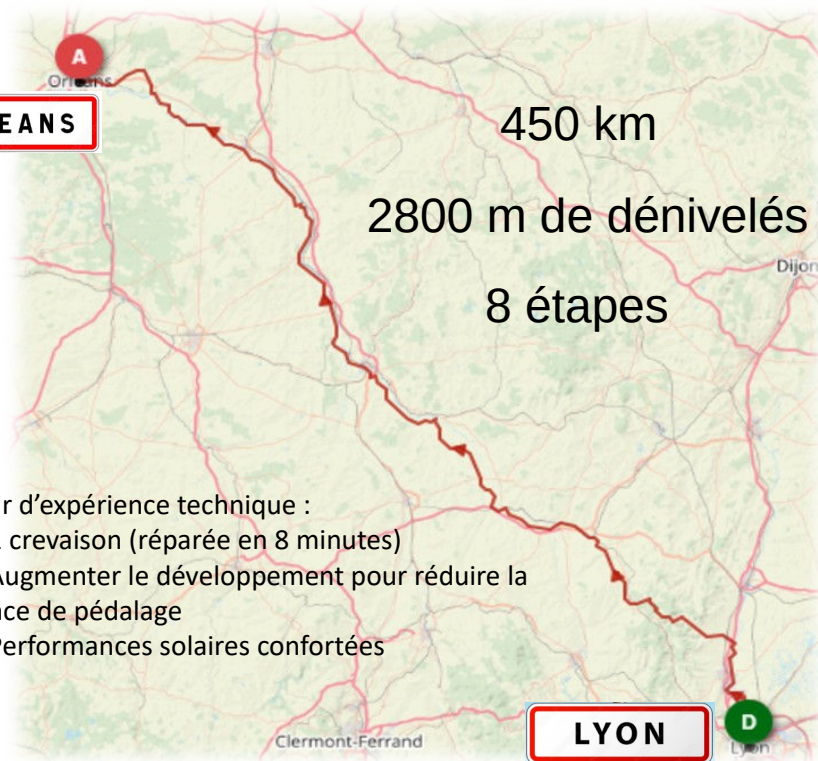 A
Orléans
EANS
450 km
2800 m de dénivelés
Dijon
8 étapes
r d’expérience technique :
crevaison (réparée en 8 minutes)
Augmenter le développement pour réduire la
nce de pédalage
Performances solaires confortées
LYON
D
Lyon
Clermont-Ferrand